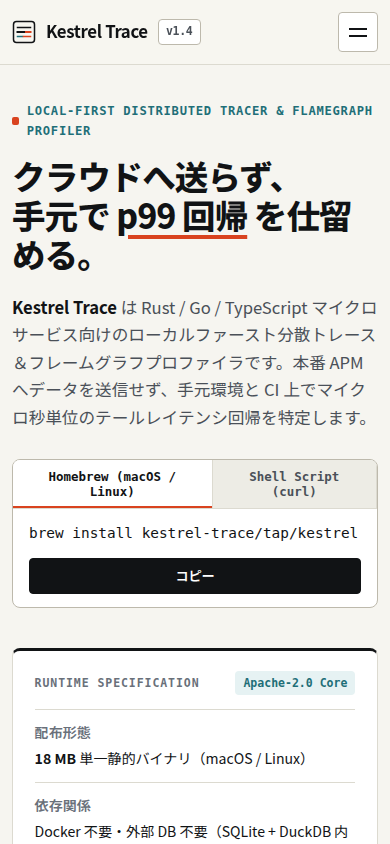 Kestrel Trace v1.4
LOCAL-FIRST DISTRIBUTED TRACER & FLAMEGRAPH
PROFILER
クラウドへ送らず、
手元で p99 回帰 を仕留
める。
Kestrel Trace は Rust / Go / TypeScript マイクロ
サービス向けのローカルファースト分散トレース
＆フレームグラフプロファイラです。本番 APM
へデータを送信せず、手元環境と CI 上でマイク
ロ秒単位のテールレイテンシ回帰を特定します。
Homebrew (macOS /
Linux)
Shell Script
(curl)
brew install kestrel-trace/tap/kestrel
コピー
RUNTIME SPECIFICATION
Apache-2.0 Core
配布形態
18 MB 単一静的バイナリ（macOS / Linux）
依存関係
Docker 不要・外部 DB 不要（SQLite + DuckDB 内